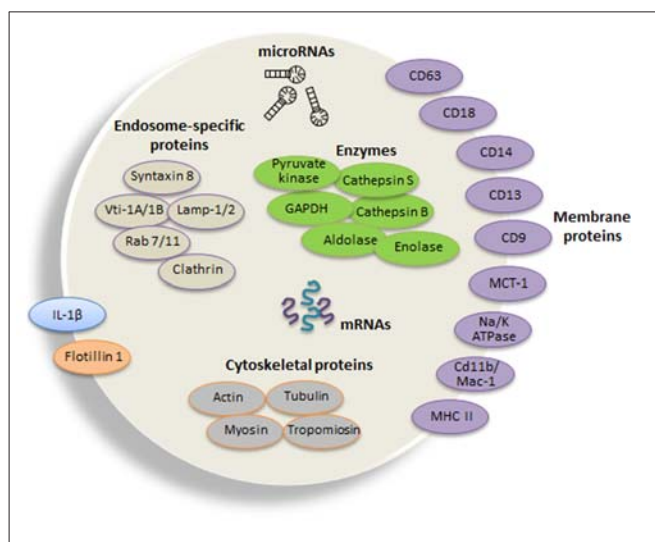 microRNAs
CD63
CD18
CD14
CD13
CD9
MCT-1
Na/K
ATPase
Cd11b/
Mac-1
MHC II
Membrane
proteins
Endosome-specific
proteins
Syntaxin 8
Vti-1A/1B
Lamp-1/2
Rab 7/11
Clathrin
Enzymes
Pyruvate
kinase
Cathepsin S
GAPDH
Cathepsin B
Aldolase
Enolase
IL-1β
Flotillin 1
mRNAs
Cytoskeletal proteins
Actin
Tubulin
Myosin
Tropomiosin